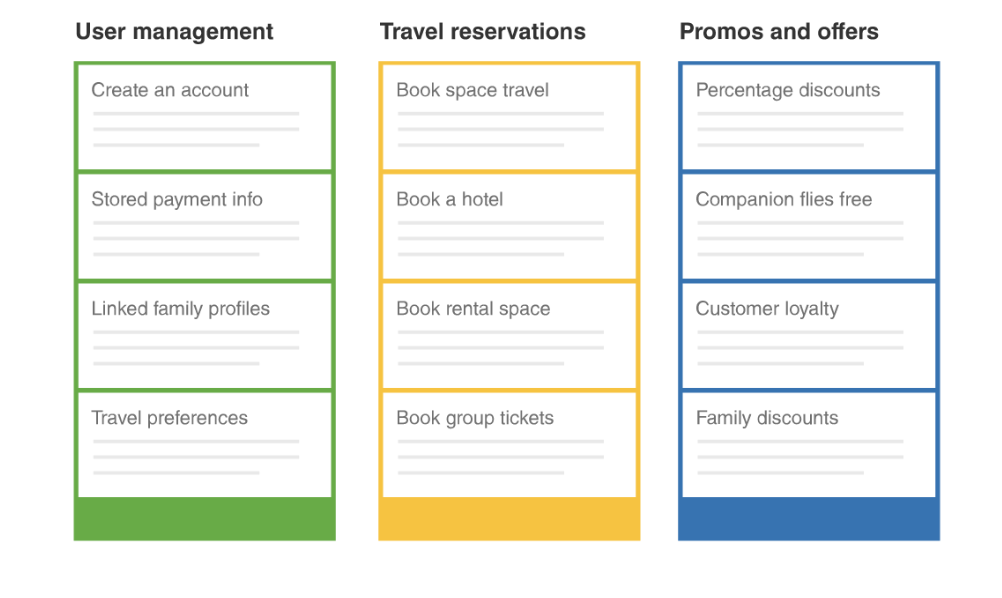 User management
Create an account
Stored payment info
Linked family profiles
Travel preferences
Travel reservations
Book space travel
Book a hotel
Book rental space
Book group tickets
Promos and offers
Percentage discounts
Companion flies free
Customer loyalty
Family discounts